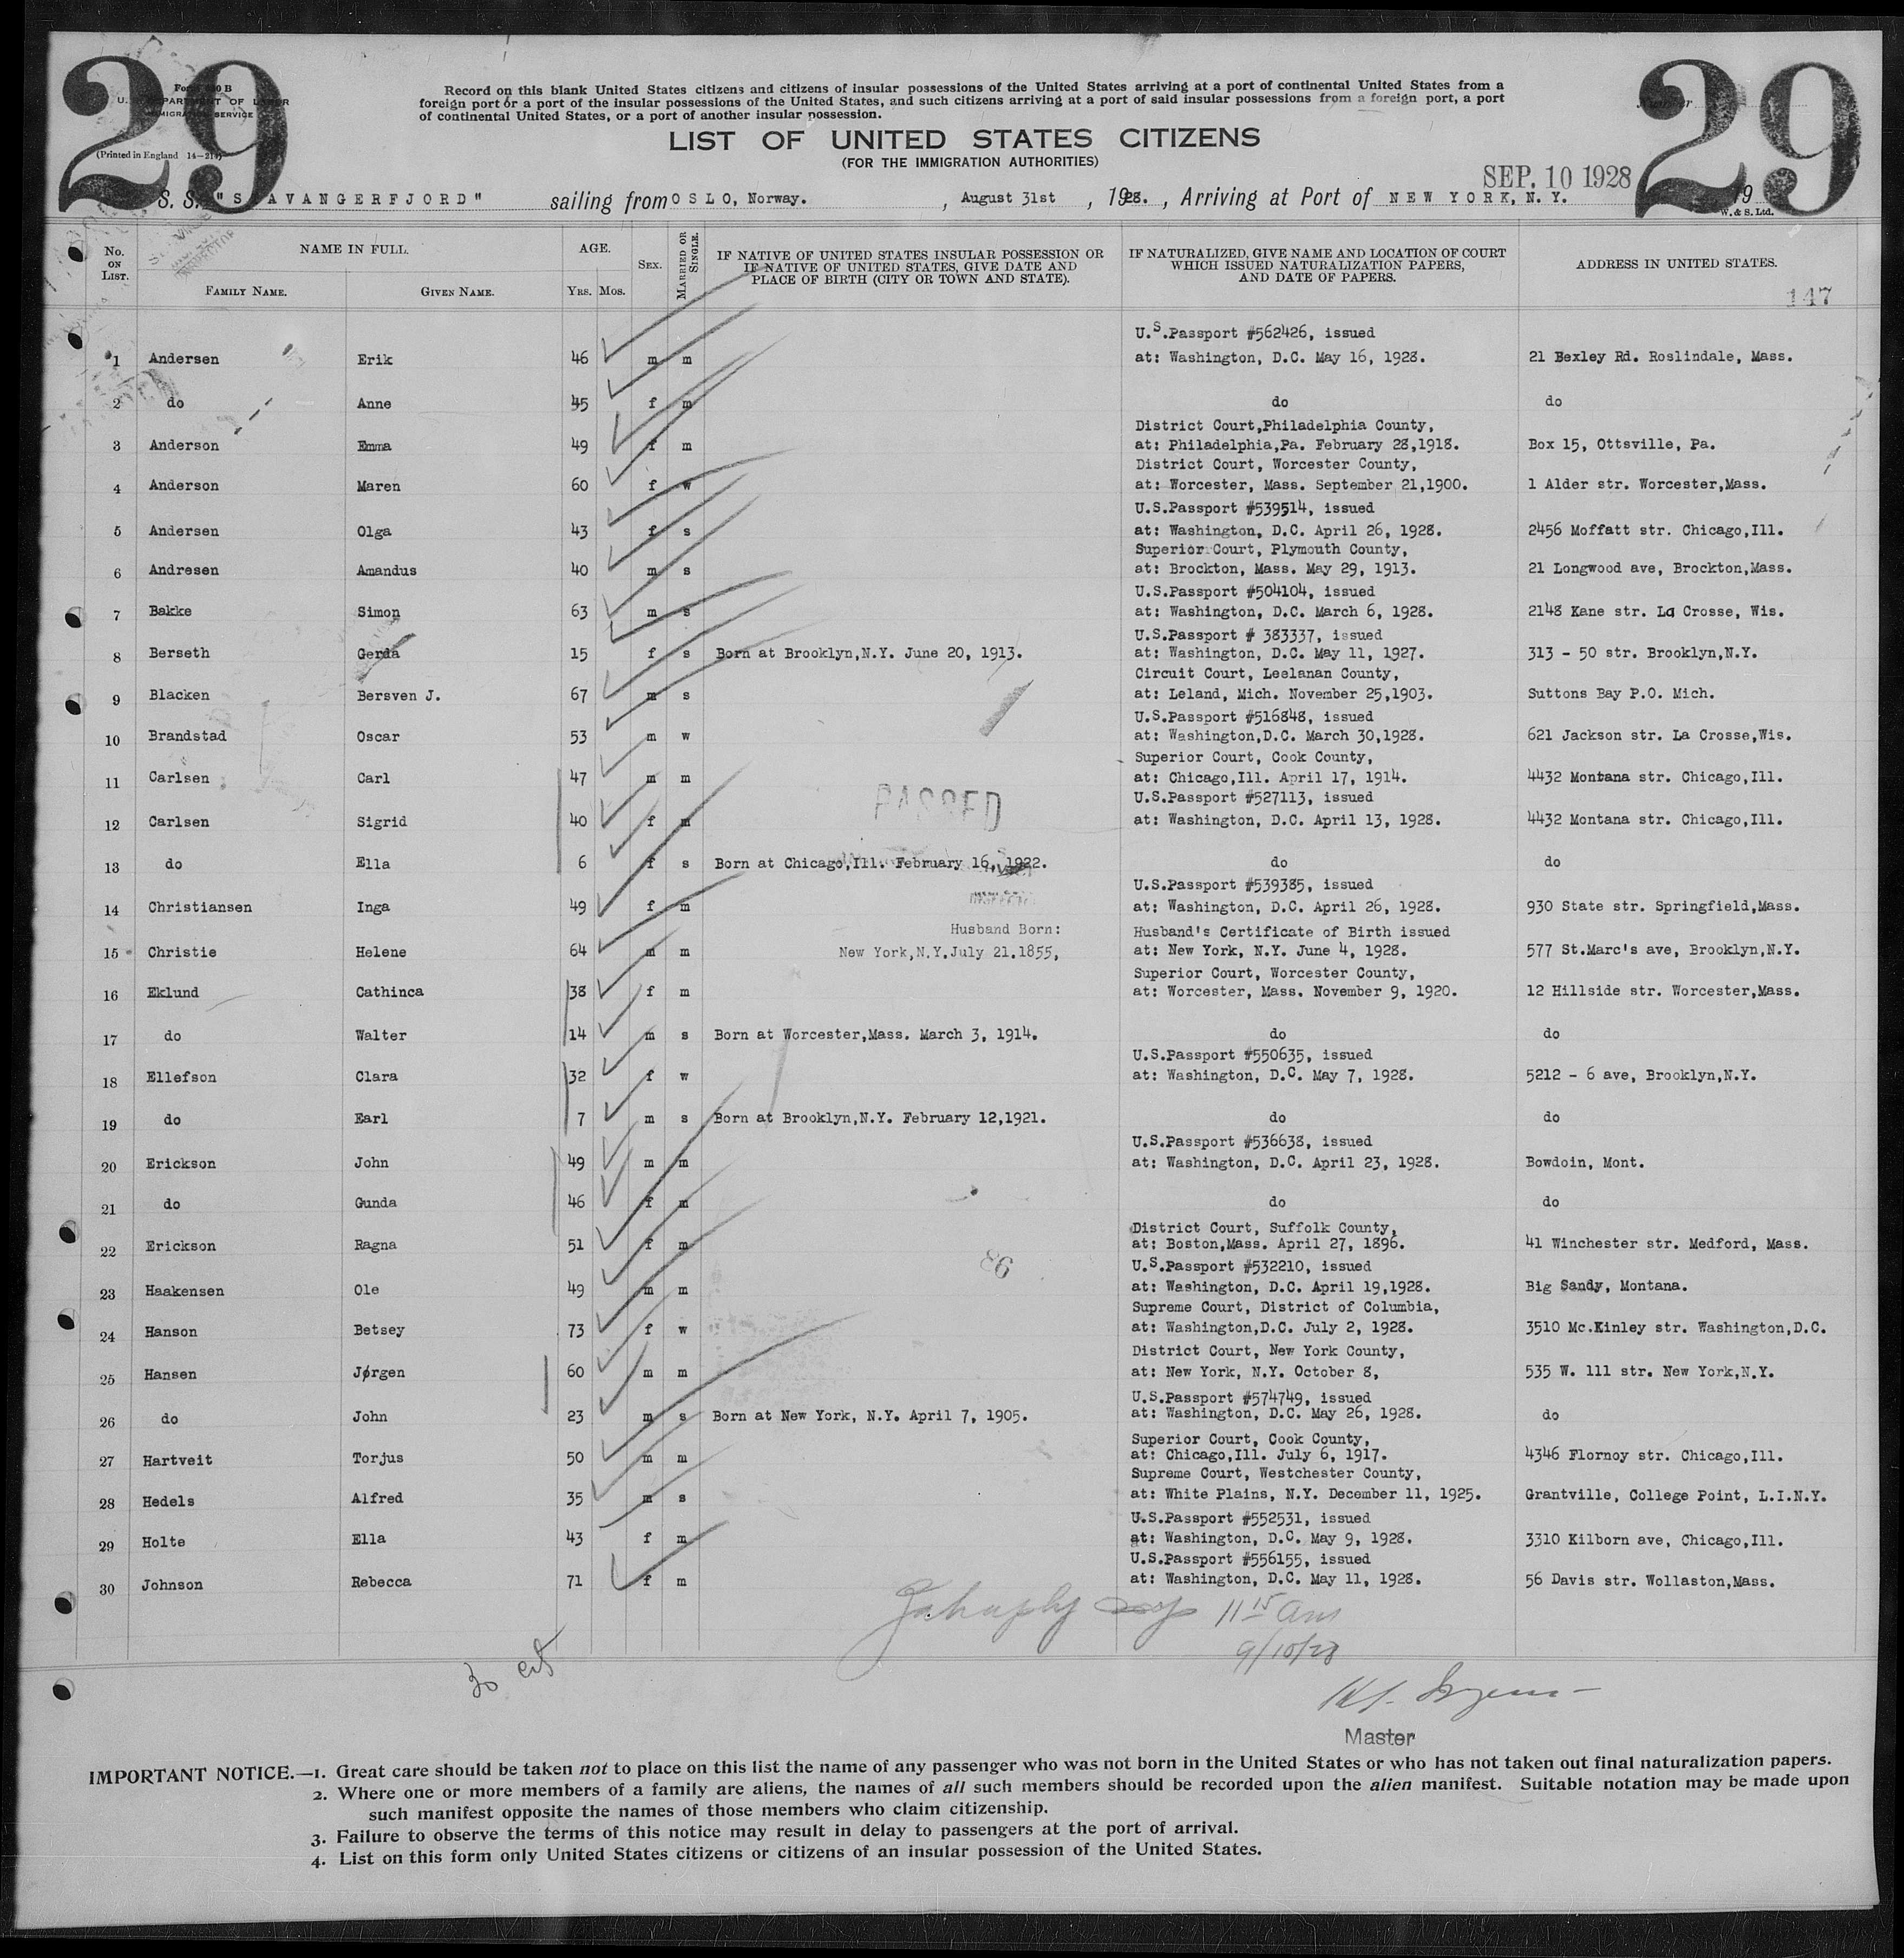 29
29
Form 630 B
U. S. DEPARTMENT OF LABOR
IMMIGRATION SERVICE
(Printed in England 14—214)
Record on this blank United States citizens and citizens of insular possessions of the United States arriving at a port of continental United States from a
foreign port or a port of the insular possessions of the United States, and such citizens arriving at a port of said insular possessions from a foreign port, a port
of continental United States, or a port of another insular possession.
LIST OF UNITED STATES CITIZENS
(FOR THE IMMIGRATION AUTHORITIES)
SEP. 10 1928
S. S. "STAVANGERFJORD" sailing from OSLO, Norway. , August 31st , 1928. , Arriving at Port of NEW YORK, N. Y. 19
W. & S. Ltd.
No. ON LIST. NAME IN FULL. AGE. SEX. MARRIED OR SINGLE. IF NATIVE OF UNITED STATES INSULAR POSSESSION OR IF NATIVE OF UNITED STATES, GIVE DATE AND PLACE OF BIRTH (CITY OR TOWN AND STATE). IF NATURALIZED, GIVE NAME AND LOCATION OF COURT WHICH ISSUED NATURALIZATION PAPERS, AND DATE OF PAPERS. ADDRESS IN UNITED STATES.
FAMILY NAME. GIVEN NAME. YRS. MOS.
147
U.S.Passport #562426, issued
1 Andersen Erik 46 m m at: Washington, D.C. May 16, 1928. 21 Bexley Rd. Roslindale, Mass.
2 do Anne 45 f m do do
District Court,Philadelphia County,
3 Anderson Emma 49 f m at: Philadelphia,Pa. February 28,1918. Box 15, Ottsville, Pa.
District Court, Worcester County,
4 Anderson Maren 60 f w at: Worcester, Mass. September 21,1900. 1 Alder str. Worcester,Mass.
U.S.Passport #539514, issued
5 Andersen Olga 43 f s at: Washington, D.C. April 26, 1928. 2456 Moffatt str. Chicago,Ill.
Superior Court, Plymouth County,
6 Andresen Amandus 40 m s at: Brockton, Mass. May 29, 1913. 21 Longwood ave, Brockton,Mass.
U.S.Passport #504104, issued
7 Bakke Simon 63 m s at: Washington, D.C. March 6, 1928. 2148 Kane str. La Crosse, Wis.
U.S.Passport # 383337, issued
8 Berseth Gerda 15 f s Born at Brooklyn,N.Y. June 20, 1913. at: Washington, D.C. May 11, 1927. 313 - 50 str. Brooklyn,N.Y.
Circuit Court, Leelanan County,
9 Blacken Bersven J. 67 m s at: Leland, Mich. November 25,1903. Suttons Bay P.O. Mich.
U.S.Passport #516848, issued
10 Brandstad Oscar 53 m w at: Washington,D.C. March 30,1928. 621 Jackson str. La Crosse,Wis.
Superior Court, Cook County,
11 Carlsen Carl 47 m m at: Chicago,Ill. April 17, 1914. 4432 Montana str. Chicago,Ill.
PASSED
U.S.Passport #527113, issued
12 Carlsen Sigrid 40 f m at: Washington, D.C. April 13, 1928. 4432 Montana str. Chicago,Ill.
13 do Ella 6 f s Born at Chicago,Ill. February 16, 1922. do do
U.S.Passport #539385, issued
14 Christiansen Inga 49 f m at: Washington, D.C. April 26, 1928. 930 State str. Springfield,Mass.
Husband Born: Husband's Certificate of Birth issued
15 Christie Helene 64 m m New York,N.Y.July 21.1855, at: New York, N.Y. June 4, 1928. 577 St.Marc's ave, Brooklyn,N.Y.
Superior Court, Worcester County,
16 Eklund Cathinca 38 f m at: Worcester, Mass. November 9, 1920. 12 Hillside str. Worcester,Mass.
17 do Walter 14 m s Born at Worcester,Mass. March 3, 1914. do do
U.S.Passport #550635, issued
18 Ellefson Clara 32 f w at: Washington, D.C. May 7, 1928. 5212 - 6 ave, Brooklyn,N.Y.
19 do Earl 7 m s Born at Brooklyn,N.Y. February 12,1921. do do
U.S.Passport #536638, issued
20 Erickson John 49 m m at: Washington, D.C. April 23, 1928. Bowdoin, Mont.
21 do Gunda 46 f m do do
District Court, Suffolk County,
22 Erickson Ragna 51 f m at: Boston,Mass. April 27, 1896. 41 Winchester str. Medford, Mass.
U.S.Passport #532210, issued
23 Haakensen Ole 49 m m at: Washington, D.C. April 19,1928. Big Sandy, Montana.
Supreme Court, District of Columbia,
24 Hanson Betsey 73 f w at: Washington,D.C. July 2, 1928. 3510 Mc.Kinley str. Washington,D.C.
District Court, New York County,
25 Hansen Jørgen 60 m m at: New York, N.Y. October 8, 535 W. 111 str. New York,N.Y.
U.S.Passport #574749, issued
26 do John 23 m s Born at New York, N.Y. April 7, 1905. at: Washington, D.C. May 26, 1928. do
Superior Court, Cook County,
27 Hartveit Torjus 50 m m at: Chicago,Ill. July 6, 1917. 4346 Flornoy str. Chicago,Ill.
Supreme Court, Westchester County,
28 Hedels Alfred 35 m s at: White Plains, N.Y. December 11, 1925. Grantville, College Point, L.I.N.Y.
U.S.Passport #552531, issued
29 Holte Ella 43 f m at: Washington, D.C. May 9, 1928. 3310 Kilborn ave, Chicago,Ill.
U.S.Passport #556155, issued
30 Johnson Rebecca 71 f m at: Washington, D.C. May 11, 1928. 56 Davis str. Wollaston,Mass.
11 15 am
9/10/28
30 cit
Master
IMPORTANT NOTICE.—1. Great care should be taken not to place on this list the name of any passenger who was not born in the United States or who has not taken out final naturalization papers.
2. Where one or more members of a family are aliens, the names of all such members should be recorded upon the alien manifest. Suitable notation may be made upon
such manifest opposite the names of those members who claim citizenship.
3. Failure to observe the terms of this notice may result in delay to passengers at the port of arrival.
4. List on this form only United States citizens or citizens of an insular possession of the United States.